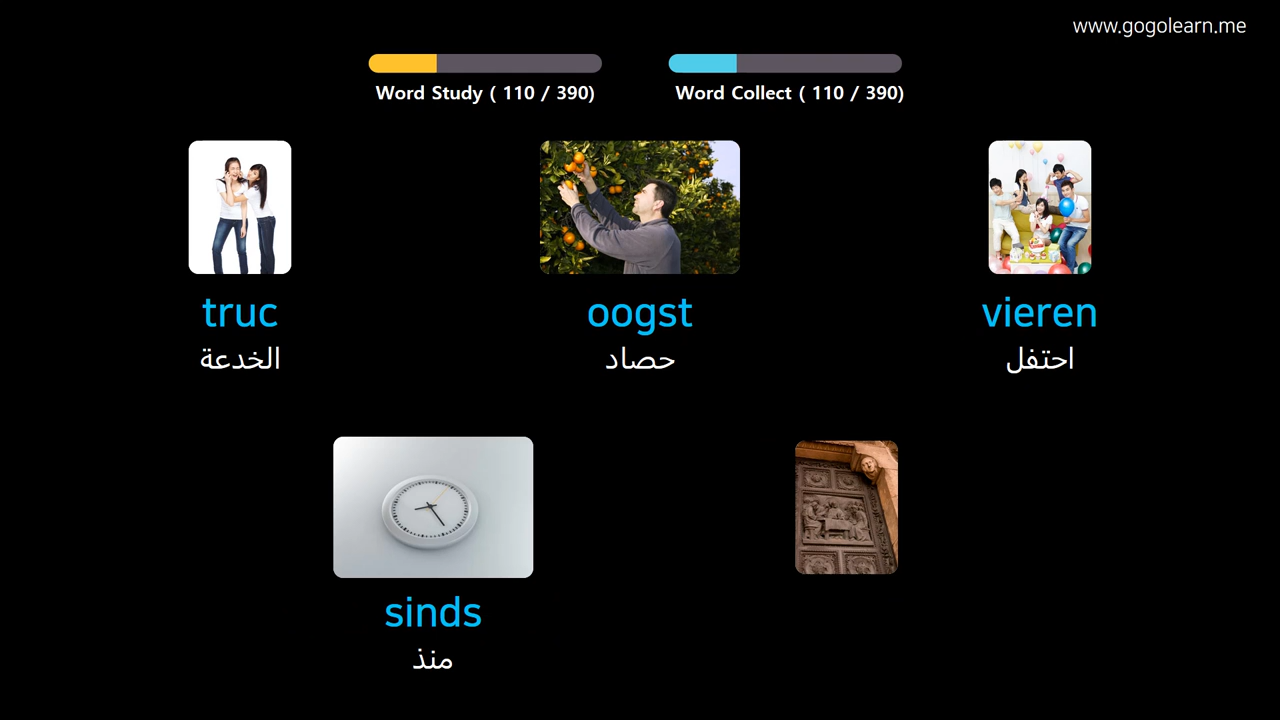 www.gogolearn.me
Word Study ( 110 / 390)
Word Collect ( 110 / 390)
truc
الخدعة
oogst
حصاد
vieren
احتفل
sinds
منذ